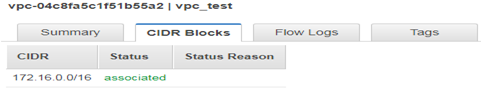 vpc-04c8fa5c1f51b55a2 | vpc_test
Summary CIDR Blocks Flow Logs Tags
CIDR Status Status Reason
172.16.0.0/16 associated